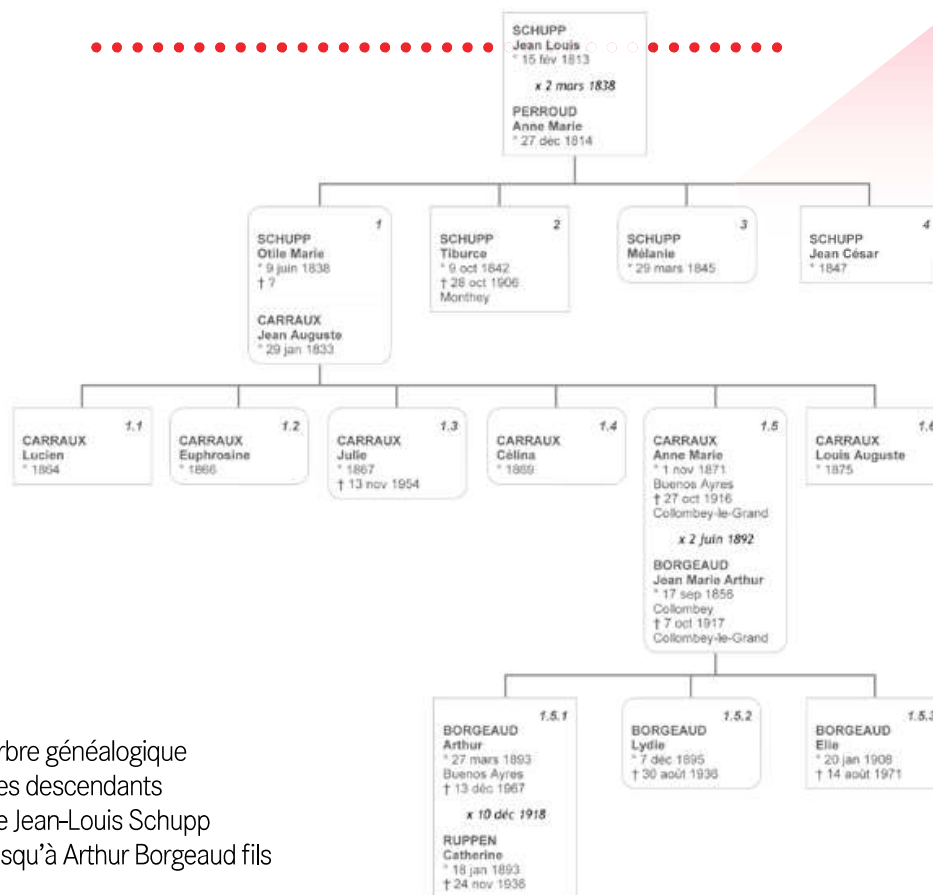 SCHUPP
Jean Louis
° 15 fév 1813
x 2 mars 1838
PERROUD
Anne Marie
° 27 déc 1814
1
SCHUPP
Otile Marie
° 9 juin 1838
† ?
CARRAUX
Jean Auguste
° 29 jan 1833
2
SCHUPP
Tiburce
° 9 oct 1842
† 28 oct 1906
Monthey
3
SCHUPP
Mélanie
° 29 mars 1845
4
SCHUPP
Jean César
° 1847
1.1
CARRAUX
Lucien
° 1864
1.2
CARRAUX
Euphrosine
° 1866
1.3
CARRAUX
Julie
° 1867
† 13 nov 1954
1.4
CARRAUX
Célina
° 1869
1.5
CARRAUX
Anne Marie
° 1 nov 1871
Buenos Ayres
† 27 oct 1916
Collombey-le-Grand
x 2 juin 1892
BORGEAUD
Jean Marie Arthur
° 17 sep 1856
Collombey
† 7 oct 1917
Collombey-le-Grand
1.6
CARRAUX
Louis Auguste
° 1875
1.5.1
BORGEAUD
Arthur
° 27 mars 1893
Buenos Ayres
† 13 déc 1967
x 10 déc 1918
RUPPEN
Catherine
° 18 jan 1893
† 24 nov 1936
1.5.2
BORGEAUD
Lydie
° 7 déc 1895
† 30 août 1936
1.5.3
BORGEAUD
Elie
° 20 jan 1908
† 14 août 1971
rbre généalogique
es descendants
e Jean-Louis Schupp
squ'à Arthur Borgeaud fils